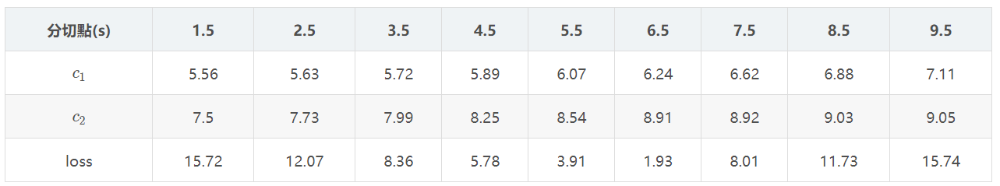 分切點(s) 1.5 2.5 3.5 4.5 5.5 6.5 7.5 8.5 9.5
c₁ 5.56 5.63 5.72 5.89 6.07 6.24 6.62 6.88 7.11
c₂ 7.5 7.73 7.99 8.25 8.54 8.91 8.92 9.03 9.05
loss 15.72 12.07 8.36 5.78 3.91 1.93 8.01 11.73 15.74